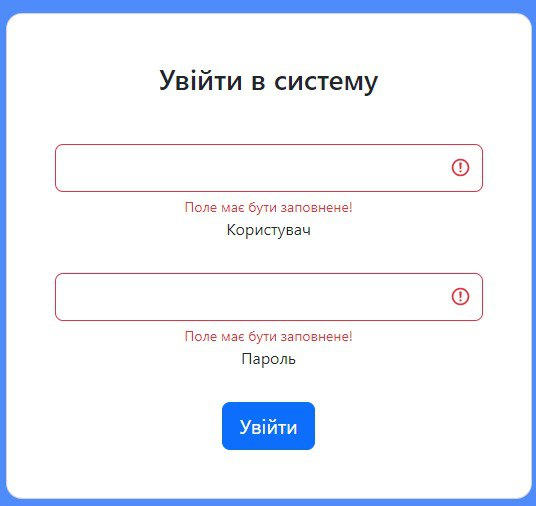 Увійти в систему
Поле має бути заповнене!
Користувач
Поле має бути заповнене!
Пароль
Увійти